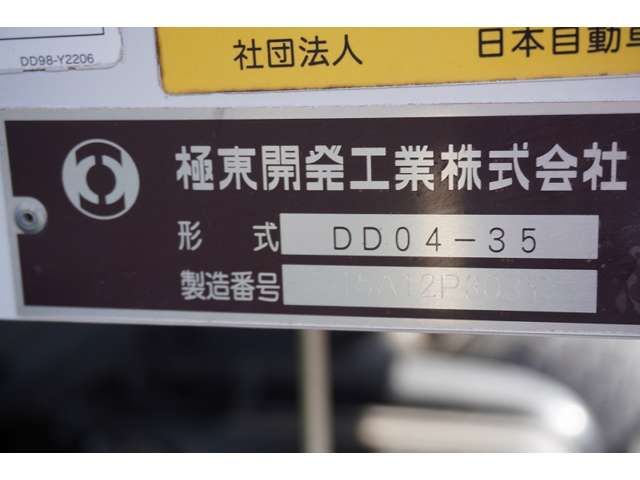 DD98-Y2206
社団法人 日本自動車
極東開発工業株式会社
形 式 DD04-35
製造番号